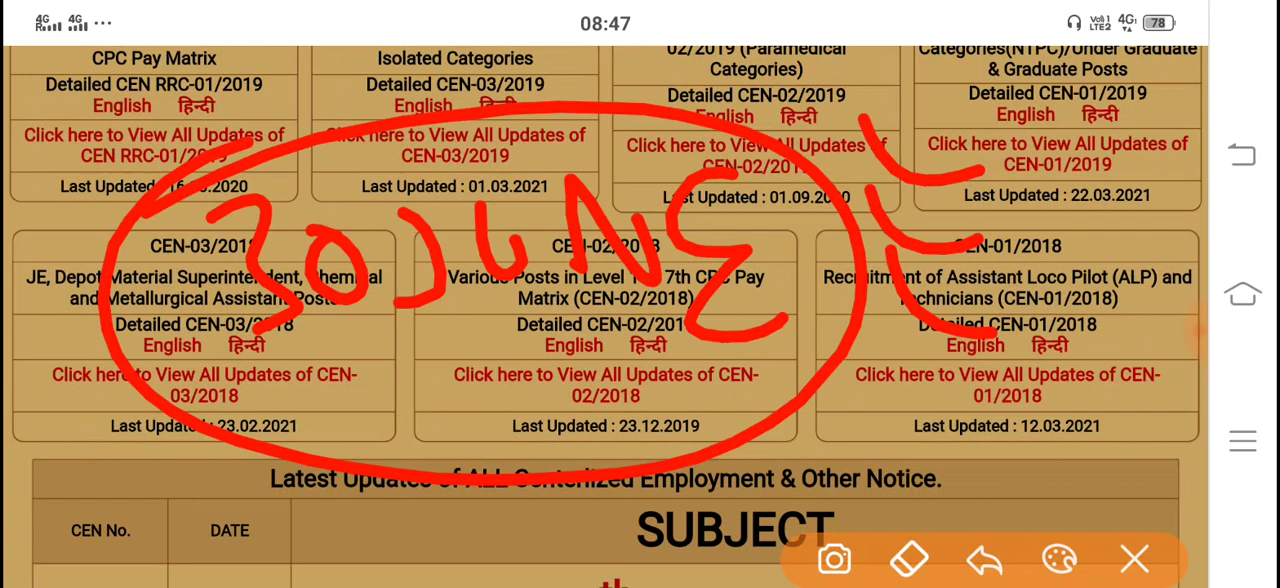 4G R 4G ... 08:47 Vo)) 1 LTE2 4G 78
CPC Pay Matrix
Detailed CEN RRC-01/2019
English हिन्दी
Click here to View All Updates of
CEN RRC-01/2019
Last Updated : 16. .2020
Isolated Categories
Detailed CEN-03/2019
English हिन्दी
Click here to View All Updates of
CEN-03/2019
Last Updated : 01.03.2021
02/2019 (Paramedical
Categories)
Detailed CEN-02/2019
English हिन्दी
Click here to View All Updates of
CEN-02/2019
Last Updated : 01.09.2020
Categories(NTPC)/Under Graduate
& Graduate Posts
Detailed CEN-01/2019
English हिन्दी
Click here to View All Updates of
CEN-01/2019
Last Updated : 22.03.2021
30 JUNE
CEN-03/2018
JE, Depot Material Superintendent, Chemical
and Metallurgical Assistant Posts
Detailed CEN-03/2018
English हिन्दी
Click here to View All Updates of CEN-
03/2018
Last Updated : 23.02.2021
CEN-02/2018
Various Posts in Level 7th CPC Pay
Matrix (CEN-02/2018)
Detailed CEN-02/2018
English हिन्दी
Click here to View All Updates of CEN-
02/2018
Last Updated : 23.12.2019
CEN-01/2018
Recruitment of Assistant Loco Pilot (ALP) and
Technicians (CEN-01/2018)
Detailed CEN-01/2018
English हिन्दी
Click here to View All Updates of CEN-
01/2018
Last Updated : 12.03.2021
Latest Updates of ALL Centerlized Employment & Other Notice.
CEN No. DATE SUBJECT
th